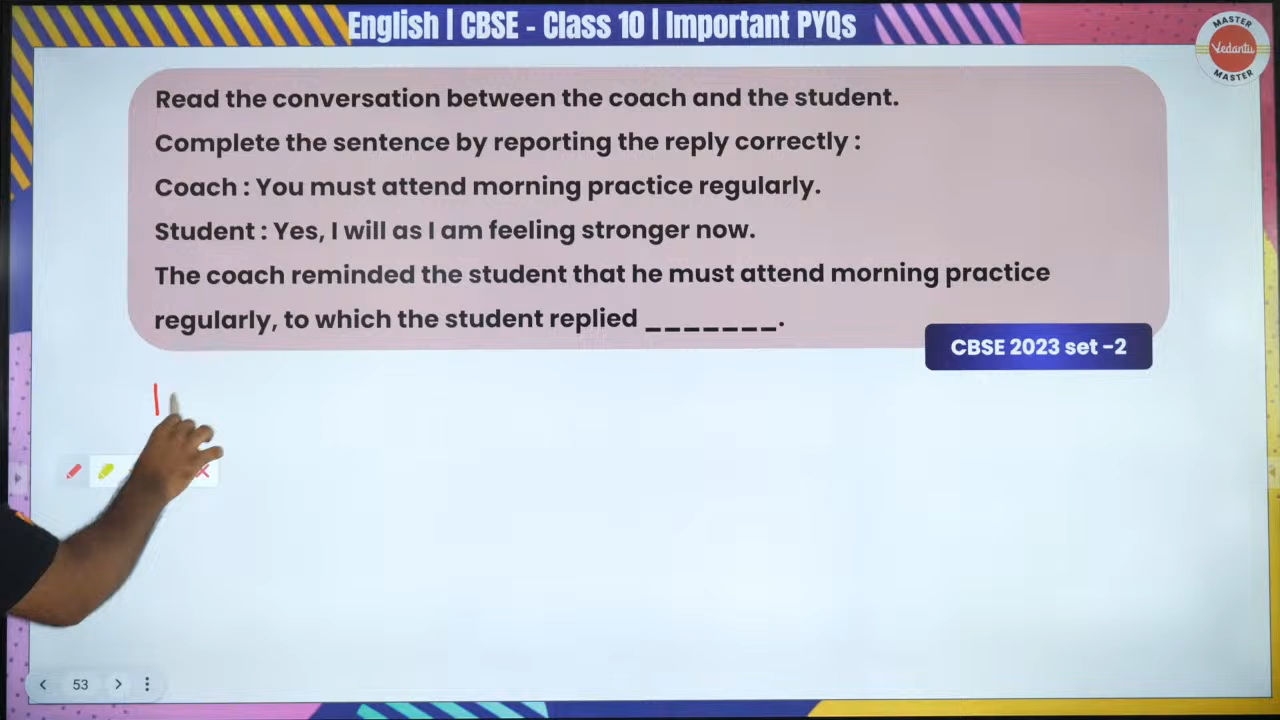 English | CBSE - Class 10 | Important PYQs
MASTER
Vedantu
MASTER
Read the conversation between the coach and the student.
Complete the sentence by reporting the reply correctly :
Coach : You must attend morning practice regularly.
Student : Yes, I will as I am feeling stronger now.
The coach reminded the student that he must attend morning practice
regularly, to which the student replied _______.
CBSE 2023 set -2
53